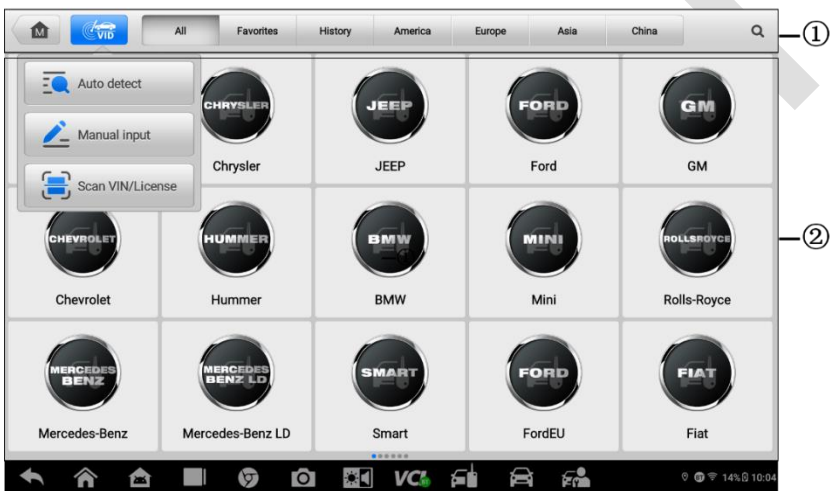 M VID All Favorites History America Europe Asia China ①
Auto detect
Manual input
Scan VIN/License
CHRYSLER JEEP FORD GM
Chrysler JEEP Ford GM
CHEVROLET HUMMER BMW MINI ROLLSROYCE ②
Chevrolet Hummer BMW Mini Rolls-Royce
MERCEDES
BENZ
MERCEDES
BENZ LD
SMART FORD FIAT
Mercedes-Benz Mercedes-Benz LD Smart FordEU Fiat
VCI 14% 10:04